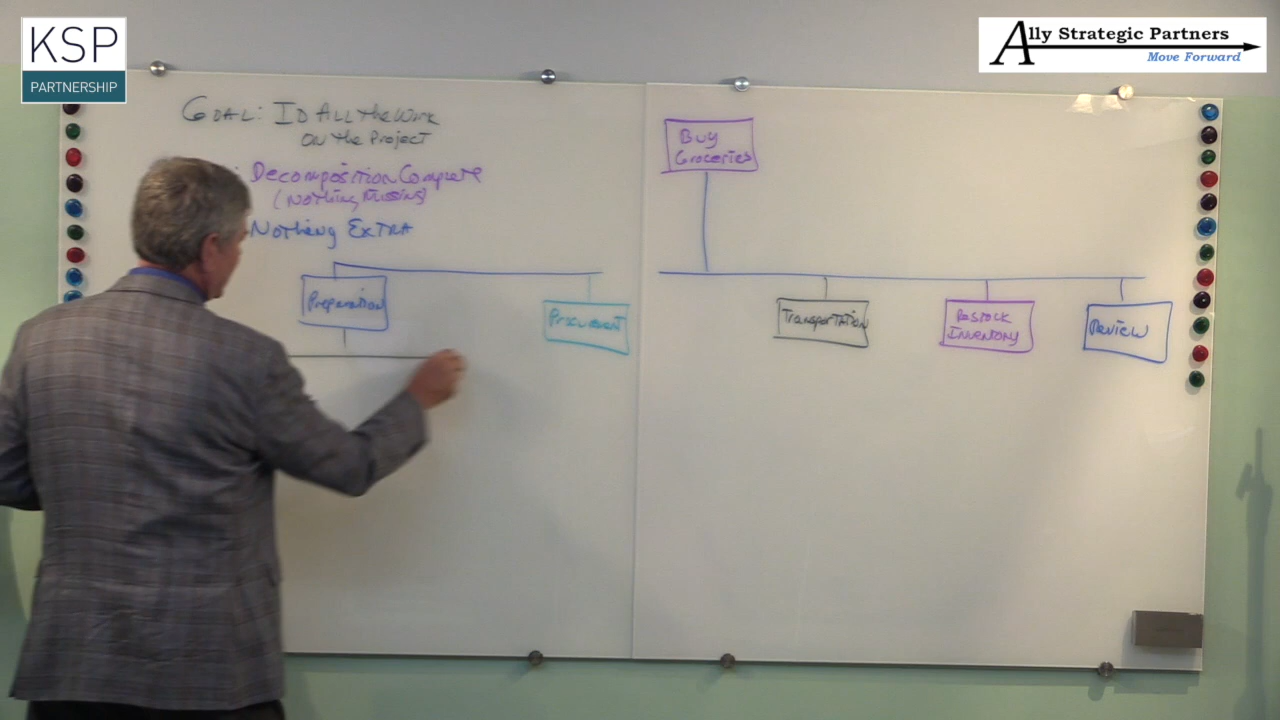 KSP
PARTNERSHIP
Ally Strategic Partners
Move Forward
GOAL: ID All the Work
on the Project
Decomposition Complete
(Nothing Missing)
Nothing Extra
Buy
Groceries
Preparation
Procurement
Transportation
Restock
Inventory
Review